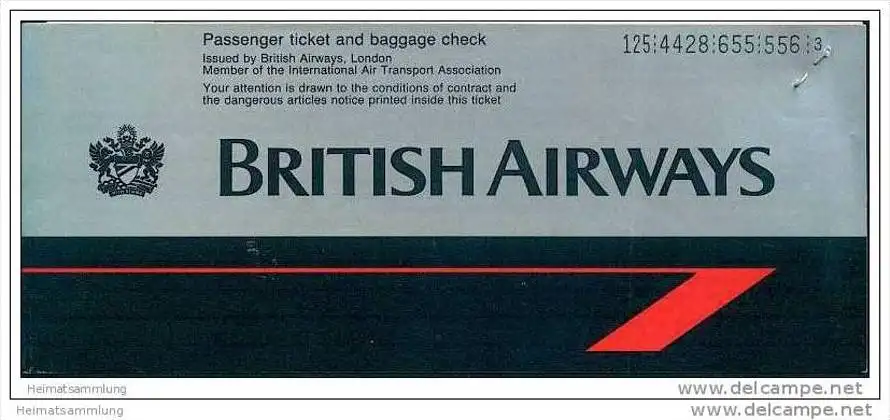 Passenger ticket and baggage check
Issued by British Airways, London
Member of the International Air Transport Association
Your attention is drawn to the conditions of contract and
the dangerous articles notice printed inside this ticket
125:4428:655:556:3
BRITISH AIRWAYS
Heimatsammlung
Heimatsammlung
www.delcampe.net
www.delcampe.net